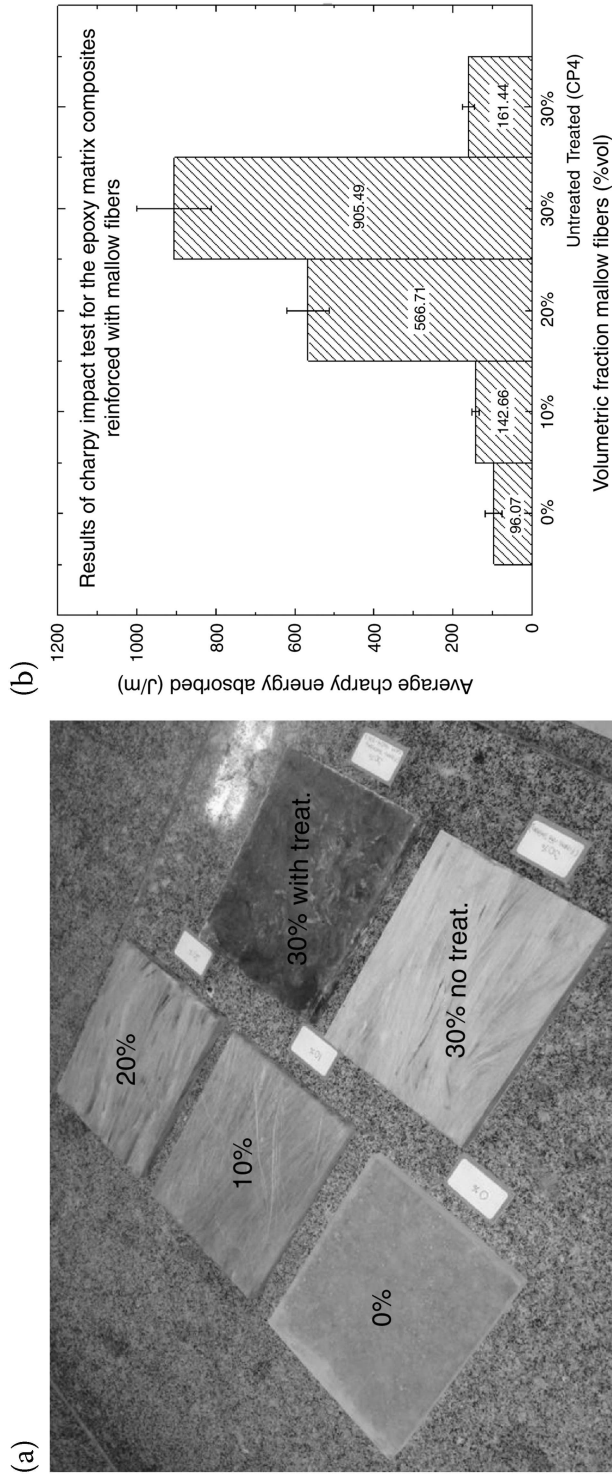 (a)
20%
10%
30% with treat.
0%
30% no treat.
(b)
Results of charpy impact test for the epoxy matrix composites
reinforced with mallow fibers
Average charpy energy absorbed (J/m)
1200
1000
800
600
400
200
0
96.07
142.66
566.71
905.49
161.44
0%
10%
20%
30%
30%
Untreated Treated (CP4)
Volumetric fraction mallow fibers (%vol)